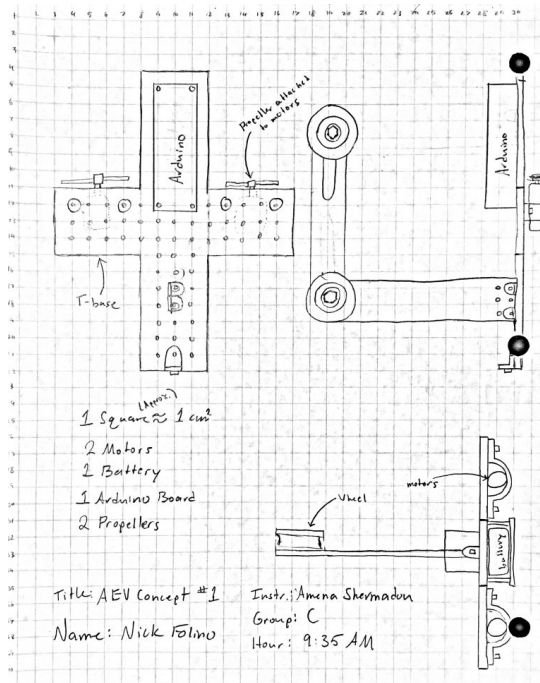 Propeller attached
to motors
Arduino
Arduino
T-base
(Approx.)
1 Square ≈ 1 cm²
2 Motors
1 Battery
1 Arduino Board
2 Propellers
Wheel
motors
battery
Title: AEV Concept #1
Name: Nick Folino
Instr.: Amena Shermadou
Group: C
Hour: 9:35 AM